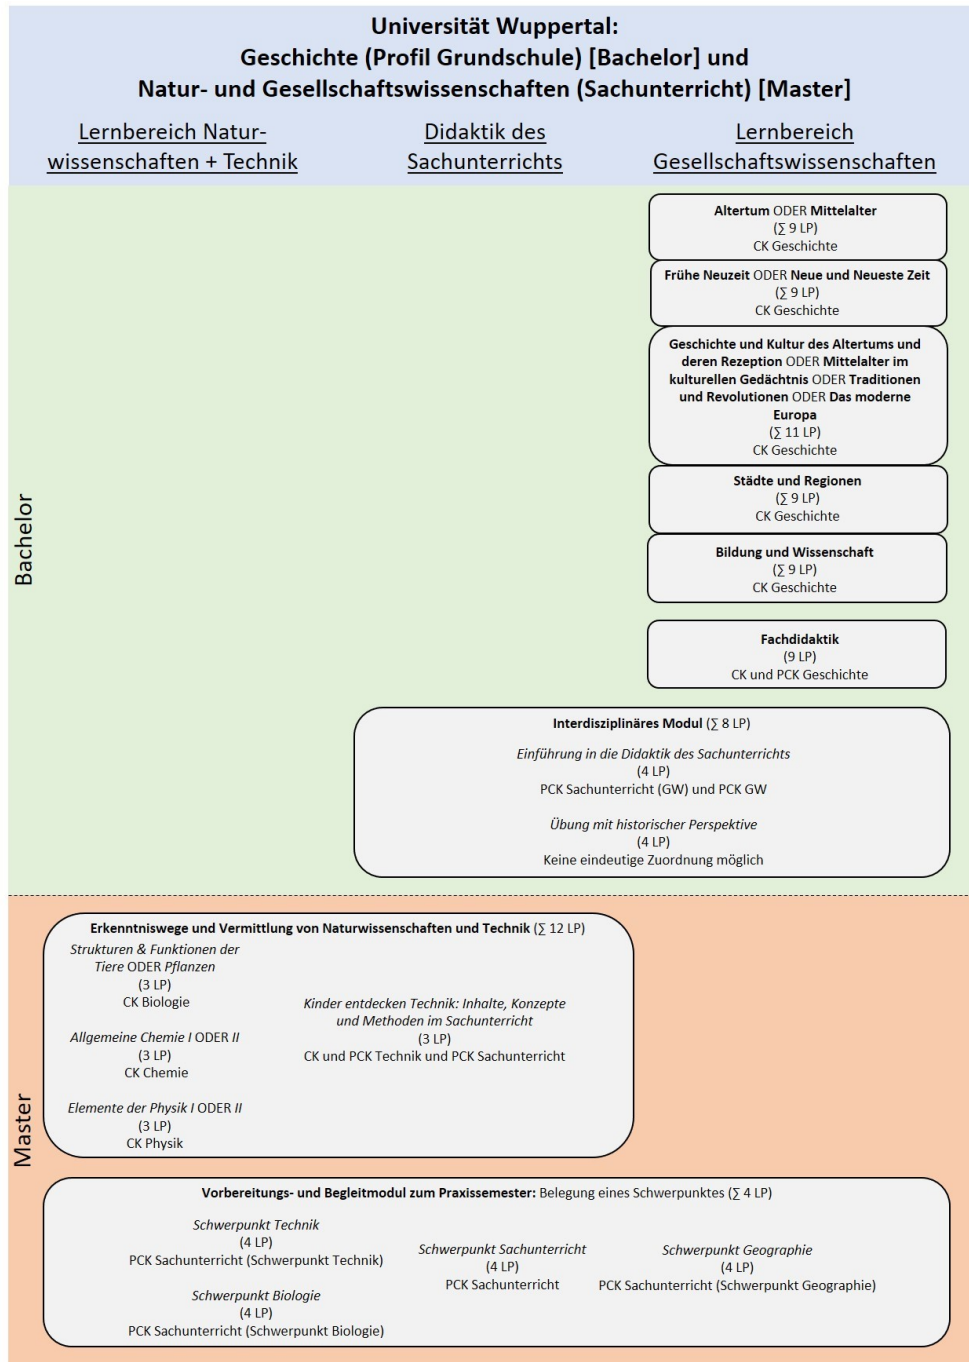 Universität Wuppertal:
Geschichte (Profil Grundschule) [Bachelor] und
Natur- und Gesellschaftswissenschaften (Sachunterricht) [Master]
Lernbereich Natur-
wissenschaften + Technik
Didaktik des
Sachunterrichts
Lernbereich
Gesellschaftswissenschaften
Bachelor
Altertum ODER Mittelalter
(∑ 9 LP)
CK Geschichte
Frühe Neuzeit ODER Neue und Neueste Zeit
(∑ 9 LP)
CK Geschichte
Geschichte und Kultur des Altertums und
deren Rezeption ODER Mittelalter im
kulturellen Gedächtnis ODER Traditionen
und Revolutionen ODER Das moderne
Europa
(∑ 11 LP)
CK Geschichte
Städte und Regionen
(∑ 9 LP)
CK Geschichte
Bildung und Wissenschaft
(∑ 9 LP)
CK Geschichte
Fachdidaktik
(9 LP)
CK und PCK Geschichte
Interdisziplinäres Modul (∑ 8 LP)
Einführung in die Didaktik des Sachunterrichts
(4 LP)
PCK Sachunterricht (GW) und PCK GW
Übung mit historischer Perspektive
(4 LP)
Keine eindeutige Zuordnung möglich
Master
Erkenntniswege und Vermittlung von Naturwissenschaften und Technik (∑ 12 LP)
Strukturen & Funktionen der
Tiere ODER Pflanzen
(3 LP)
CK Biologie
Allgemeine Chemie I ODER II
(3 LP)
CK Chemie
Elemente der Physik I ODER II
(3 LP)
CK Physik
Kinder entdecken Technik: Inhalte, Konzepte
und Methoden im Sachunterricht
(3 LP)
CK und PCK Technik und PCK Sachunterricht
Vorbereitungs- und Begleitmodul zum Praxissemester: Belegung eines Schwerpunktes (∑ 4 LP)
Schwerpunkt Technik
(4 LP)
PCK Sachunterricht (Schwerpunkt Technik)
Schwerpunkt Biologie
(4 LP)
PCK Sachunterricht (Schwerpunkt Biologie)
Schwerpunkt Sachunterricht
(4 LP)
PCK Sachunterricht
Schwerpunkt Geographie
(4 LP)
PCK Sachunterricht (Schwerpunkt Geographie)